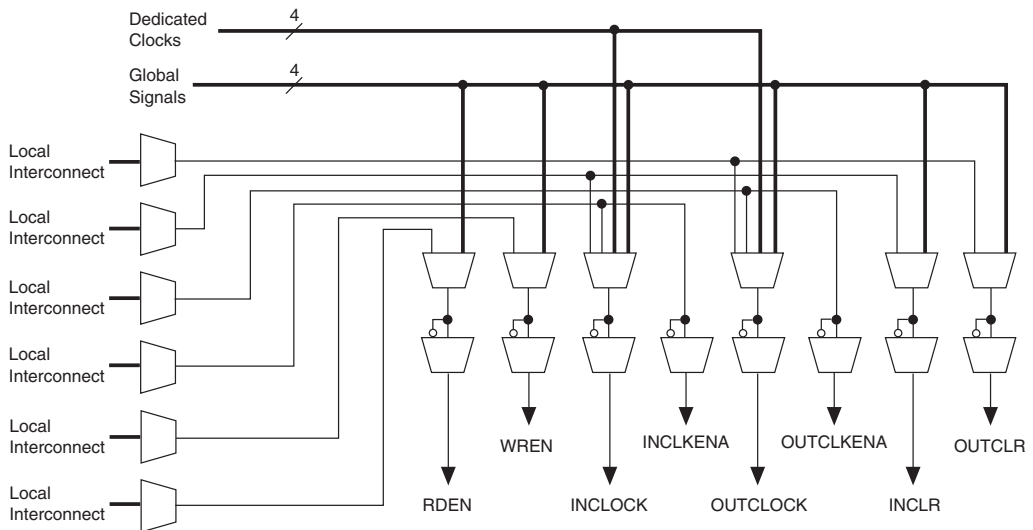 Dedicated
Clocks
4
Global
Signals
4
Local
Interconnect
Local
Interconnect
Local
Interconnect
Local
Interconnect
Local
Interconnect
Local
Interconnect
WREN
INCLKENA
OUTCLKENA
OUTCLR
RDEN
INCLOCK
OUTCLOCK
INCLR